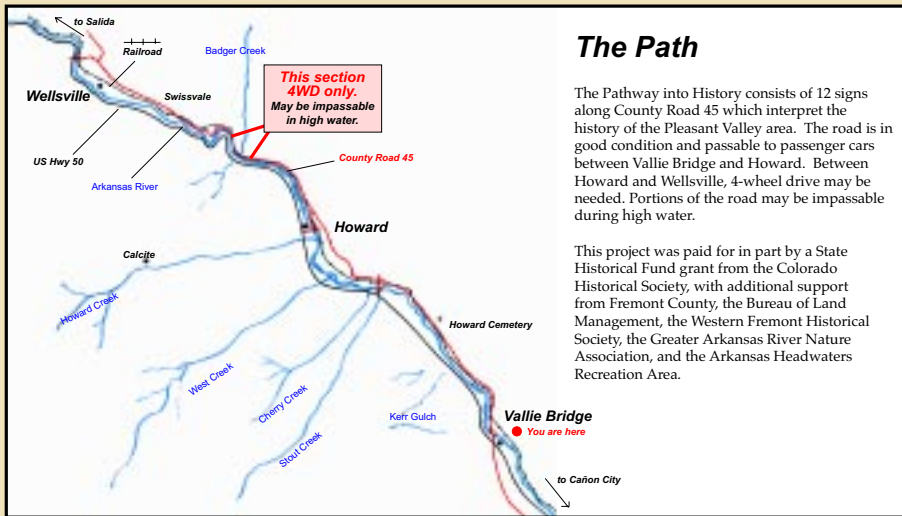 to Salida
Railroad
Badger Creek
This section
4WD only.
May be impassable
in high water.
Wellsville
Swissvale
US Hwy 50
County Road 45
Arkansas River
Howard
Calcite
Howard Creek
Howard Cemetery
West Creek
Cherry Creek
Stout Creek
Kerr Gulch
Vallie Bridge
You are here
to Cañon City
The Path
The Pathway into History consists of 12 signs
along County Road 45 which interpret the
history of the Pleasant Valley area. The road is in
good condition and passable to passenger cars
between Vallie Bridge and Howard. Between
Howard and Wellsville, 4-wheel drive may be
needed. Portions of the road may be impassable
during high water.
This project was paid for in part by a State
Historical Fund grant from the Colorado
Historical Society, with additional support
from Fremont County, the Bureau of Land
Management, the Western Fremont Historical
Society, the Greater Arkansas River Nature
Association, and the Arkansas Headwaters
Recreation Area.